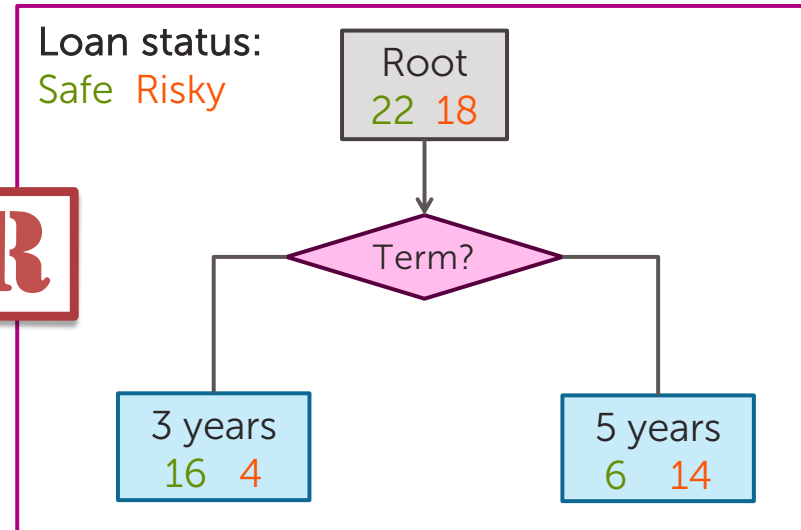 Loan status:
Safe Risky
Root
22 18
Term?
R
3 years
16 4
5 years
6 14